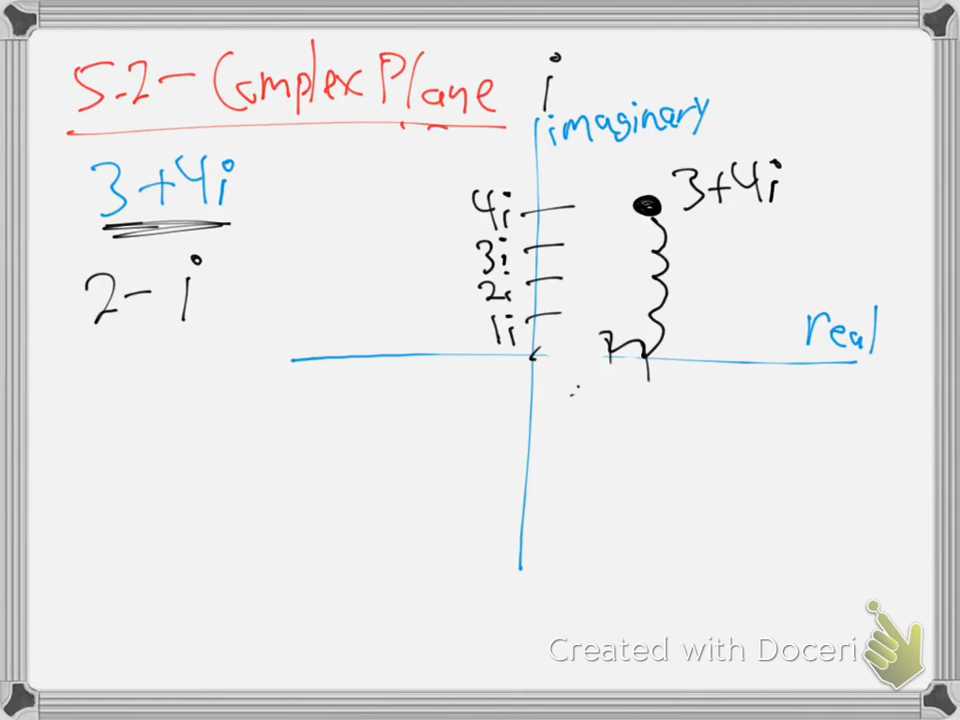 5.2 - Complex Plane
i
imaginary
3+4i
2 - i
4i
3i
2i
1i
3+4i
real
Created with Doceri